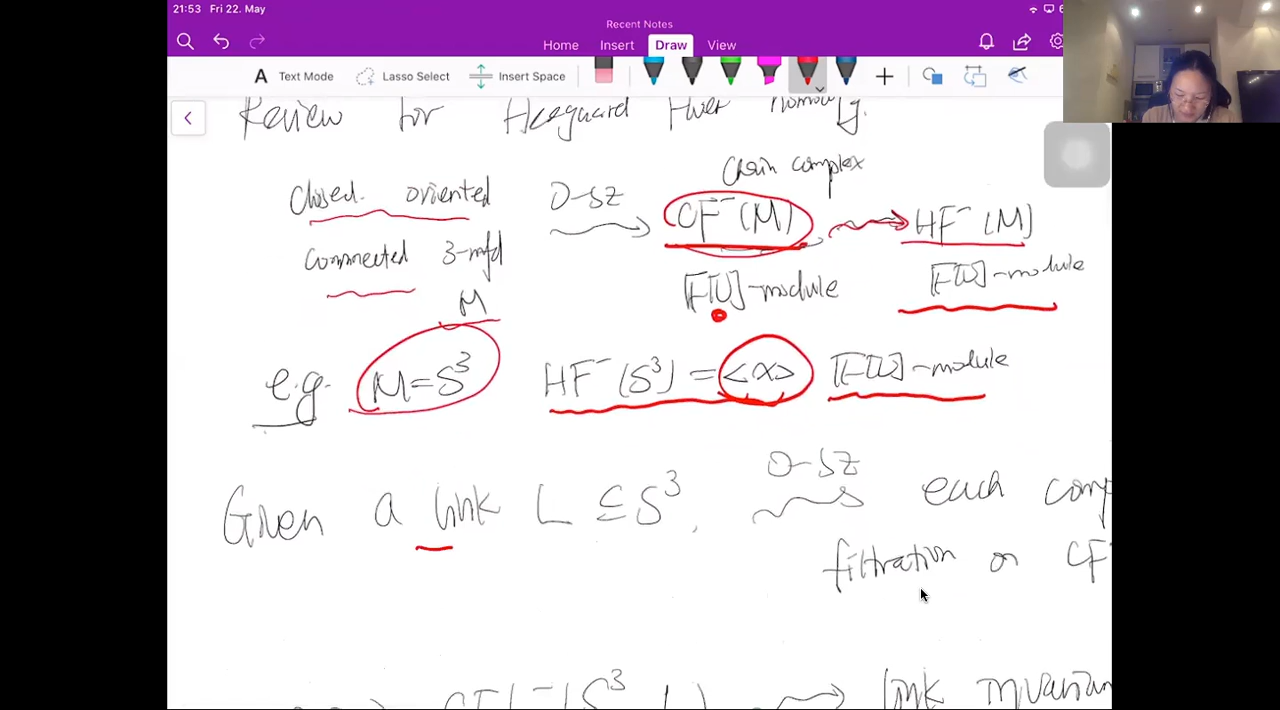 21:53 Fri 22. May
Recent Notes
Home Insert Draw View
Text Mode Lasso Select Insert Space
Review for Heegaard Floer homology.
Chain complex
Closed oriented O-SZ CF⁻(M) HF⁻(M)
connected 3-mfd
M
𝔽[U]-module 𝔽[U]-module
e.g. M=S³ HF⁻(S³) = <α> 𝔽[U]-module
O-SZ
Given a link L ⊆ S³, each comp
filtration on CF
(S³ link invarian